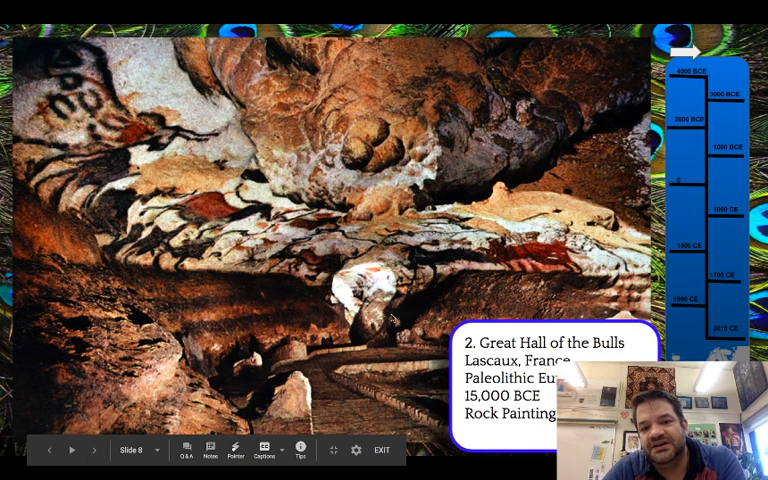 4000 BCE
3000 BCE
2000 BCE
1000 BCE
0
1000 CE
1500 CE
1700 CE
2010 CE
2. Great Hall of the Bulls
Lascaux, France
Paleolithic
15,000 BCE
Rock Painting
Slide 8
Q&A
Notes
Pointer
Captions
Tips
EXIT